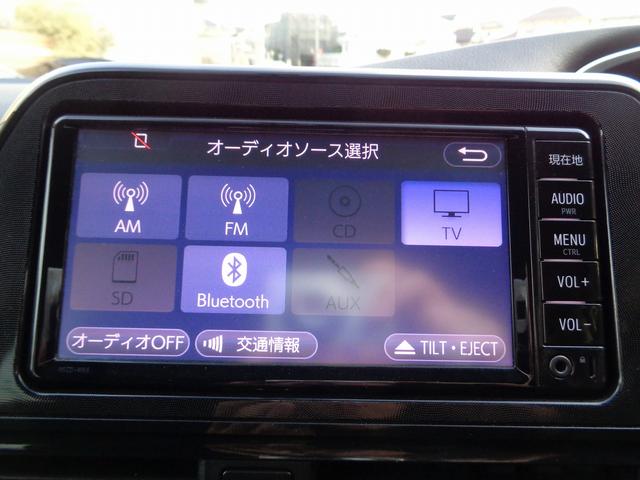 オーディオソース選択
AM
FM
CD
TV
SD
Bluetooth
AUX
オーディオOFF
交通情報
TILT・EJECT
現在地
AUDIO
PWR
MENU
CTRL
VOL+
VOL-